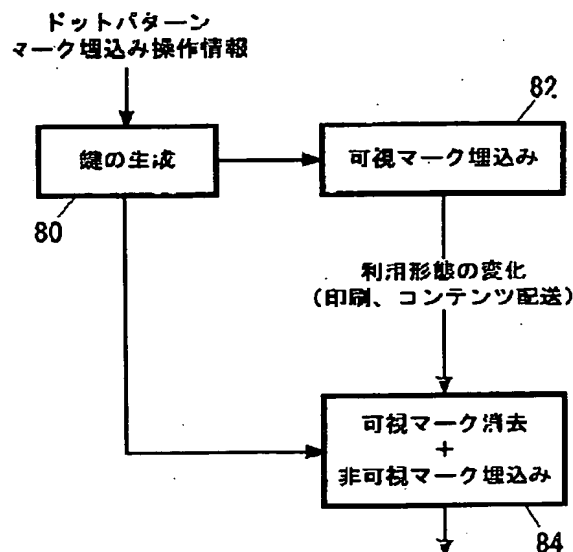 ドットパターン
マーク埋込み操作情報
82
鍵の生成
可視マーク埋込み
80
利用形態の変化
(印刷、コンテンツ配送)
可視マーク消去
+
非可視マーク埋込み
84